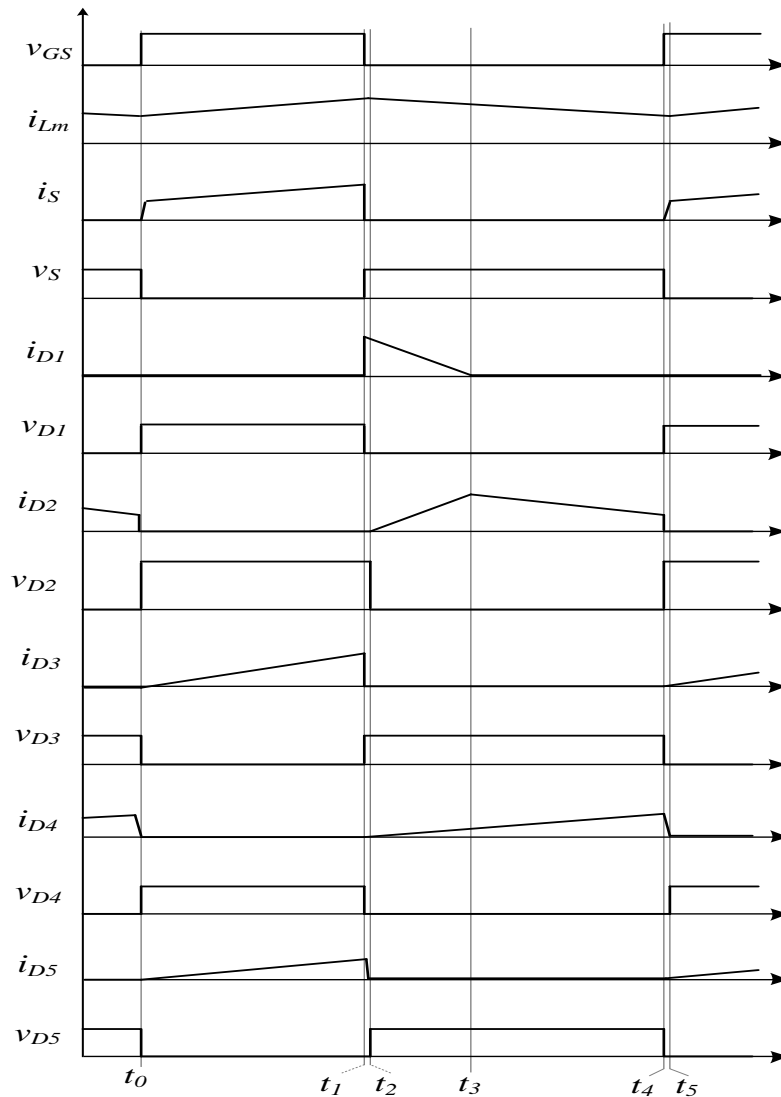 vGS
iLm
iS
vS
iD1
vD1
iD2
vD2
iD3
vD3
iD4
vD4
iD5
vD5
t0 t1 t2 t3 t4 t5